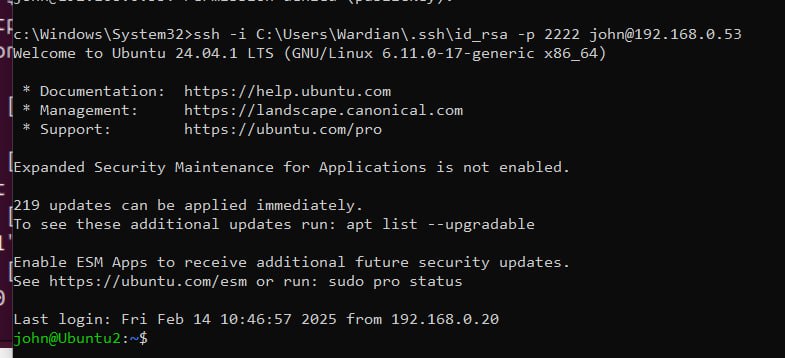 c:\Windows\System32>ssh -i C:\Users\Wardian\.ssh\id_rsa -p 2222 john@192.168.0.53
Welcome to Ubuntu 24.04.1 LTS (GNU/Linux 6.11.0-17-generic x86_64)
* Documentation: https://help.ubuntu.com
* Management: https://landscape.canonical.com
* Support: https://ubuntu.com/pro
Expanded Security Maintenance for Applications is not enabled.
219 updates can be applied immediately.
To see these additional updates run: apt list --upgradable
Enable ESM Apps to receive additional future security updates.
See https://ubuntu.com/esm or run: sudo pro status
Last login: Fri Feb 14 10:46:57 2025 from 192.168.0.20
john@Ubuntu2:~$